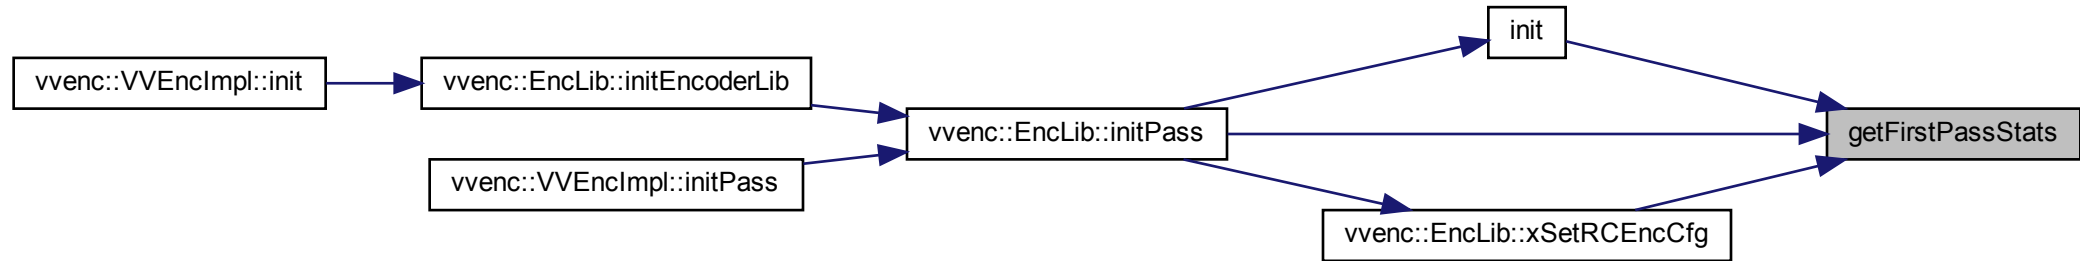 vvenc::VVEncImpl::init
vvenc::EncLib::initEncoderLib
vvenc::VVEncImpl::initPass
vvenc::EncLib::initPass
init
vvenc::EncLib::xSetRCEncCfg
getFirstPassStats